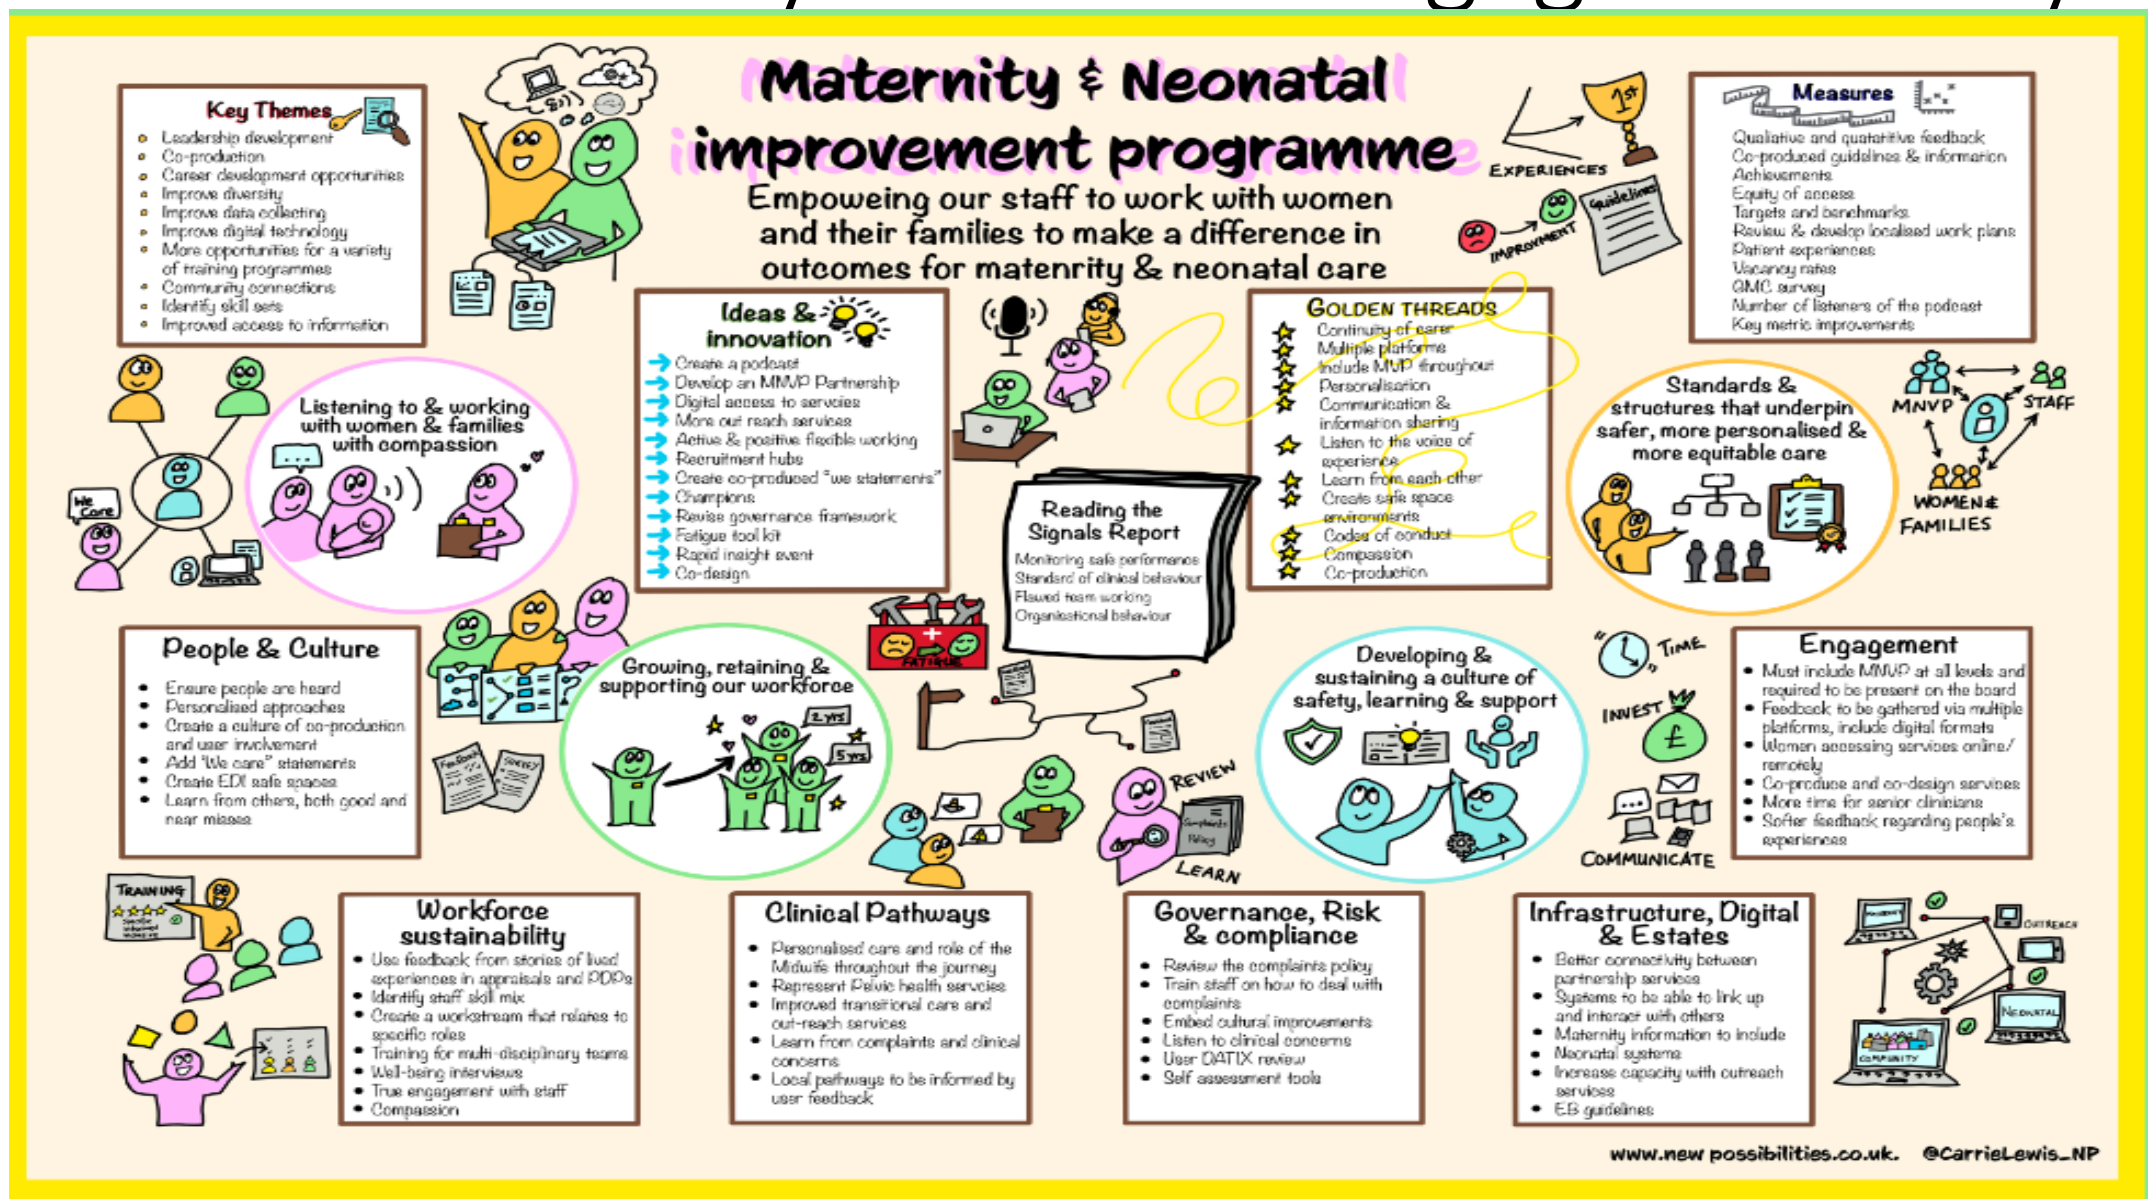 Maternity & Neonatal
improvement programme
Empoweing our staff to work with women
and their families to make a difference in
outcomes for matenrity & neonatal care
Key Themes
Leadership development
Co-production
Career development opportunities
Improve diversity
Improve data collecting
Improve digital technology
More opportunities for a variety
of training programmes
Community connections
Identify skill sets
Improved access to information
EXPERIENCES
1st
IMPROVMENT
Guidelines
Measures
Qualiative and quatatitive feedback
Co-produced guidelines & information
Achievements
Equity of access
Targets and benchmarks
Review & develop localised work plans
Patient experiences
Vacancy rates
GMC survey
Number of listeners of the podcast
Key metric improvements
Listening to & working
with women & families
with compassion
We
Care
Ideas &
innovation
Create a podcast
Develop an MNVP Partnership
Digital access to servcies
More out reach services
Active & positive flexible working
Recruitment hubs
Create co-produced "we statements"
Champions
Revise governance framework
Fatigue tool kit
Rapid insight event
Co-design
Reading the
Signals Report
Monitoring safe performance
Standard of clinical behaviour
Flawed team working
Organisational behaviour
GOLDEN THREADS
Continuity of carer
Multiple platforms
Include MVP throughout
Personalisation
Communication &
information sharing
Listen to the voice of
experience
Learn from each other
Create safe space
environments
Codes of conduct
Compassion
Co-production
Standards &
structures that underpin
safer, more personalised &
more equitable care
MNVP
STAFF
WOMEN &
FAMILIES
People & Culture
Ensure people are heard
Personalised approaches
Create a culture of co-production
and user involvement
Add "We care" statements
Create EDI safe spaces
Learn from others, both good and
near misses
Feedback
SURVEY
Growing, retaining &
supporting our workforce
2 yrs
5 yrs
FATIGUE
REVIEW
Complaints
Policy
LEARN
Developing &
sustaining a culture of
safety, learning & support
TIME
INVEST
£
COMMUNICATE
Engagement
Must include MNVP at all levels and
required to be present on the board
Feedback to be gathered via multiple
platforms, include digital formats
Women accessing services online/
remotely
Co-produce and co-design services
More time for senior clinicians
Softer feedback regarding people's
experiences
TRAINING
Workforce
sustainability
Use feedback from stories of lived
experiences in appraisals and PDPs
Identify staff skill mix
Create a workstream that relates to
specific roles
Training for multi-disciplinary teams
Well-being interviews
True engagement with staff
Compassion
Clinical Pathways
Personalised care and role of the
Midwife throughout the journey
Represent Pelvic health servcies
Improved transitional care and
out-reach services
Learn from complaints and clinical
concerns
Local pathways to be informed by
user feedback
Governance, Risk
& compliance
Review the complaints policy
Train staff on how to deal with
complaints
Embed cultural improvements
Listen to clinical concerns
User DATIX review
Self assessment tools
Infrastructure, Digital
& Estates
Better connectivity between
partnership services
Systems to be able to link up
and interact with others
Maternity information to include
Neonatal systems
Increase capacity with outreach
services
EB guidelines
OUTREACH
NEONATAL
COMMUNITY
www.new possibilities.co.uk. @CarrieLewis_NP